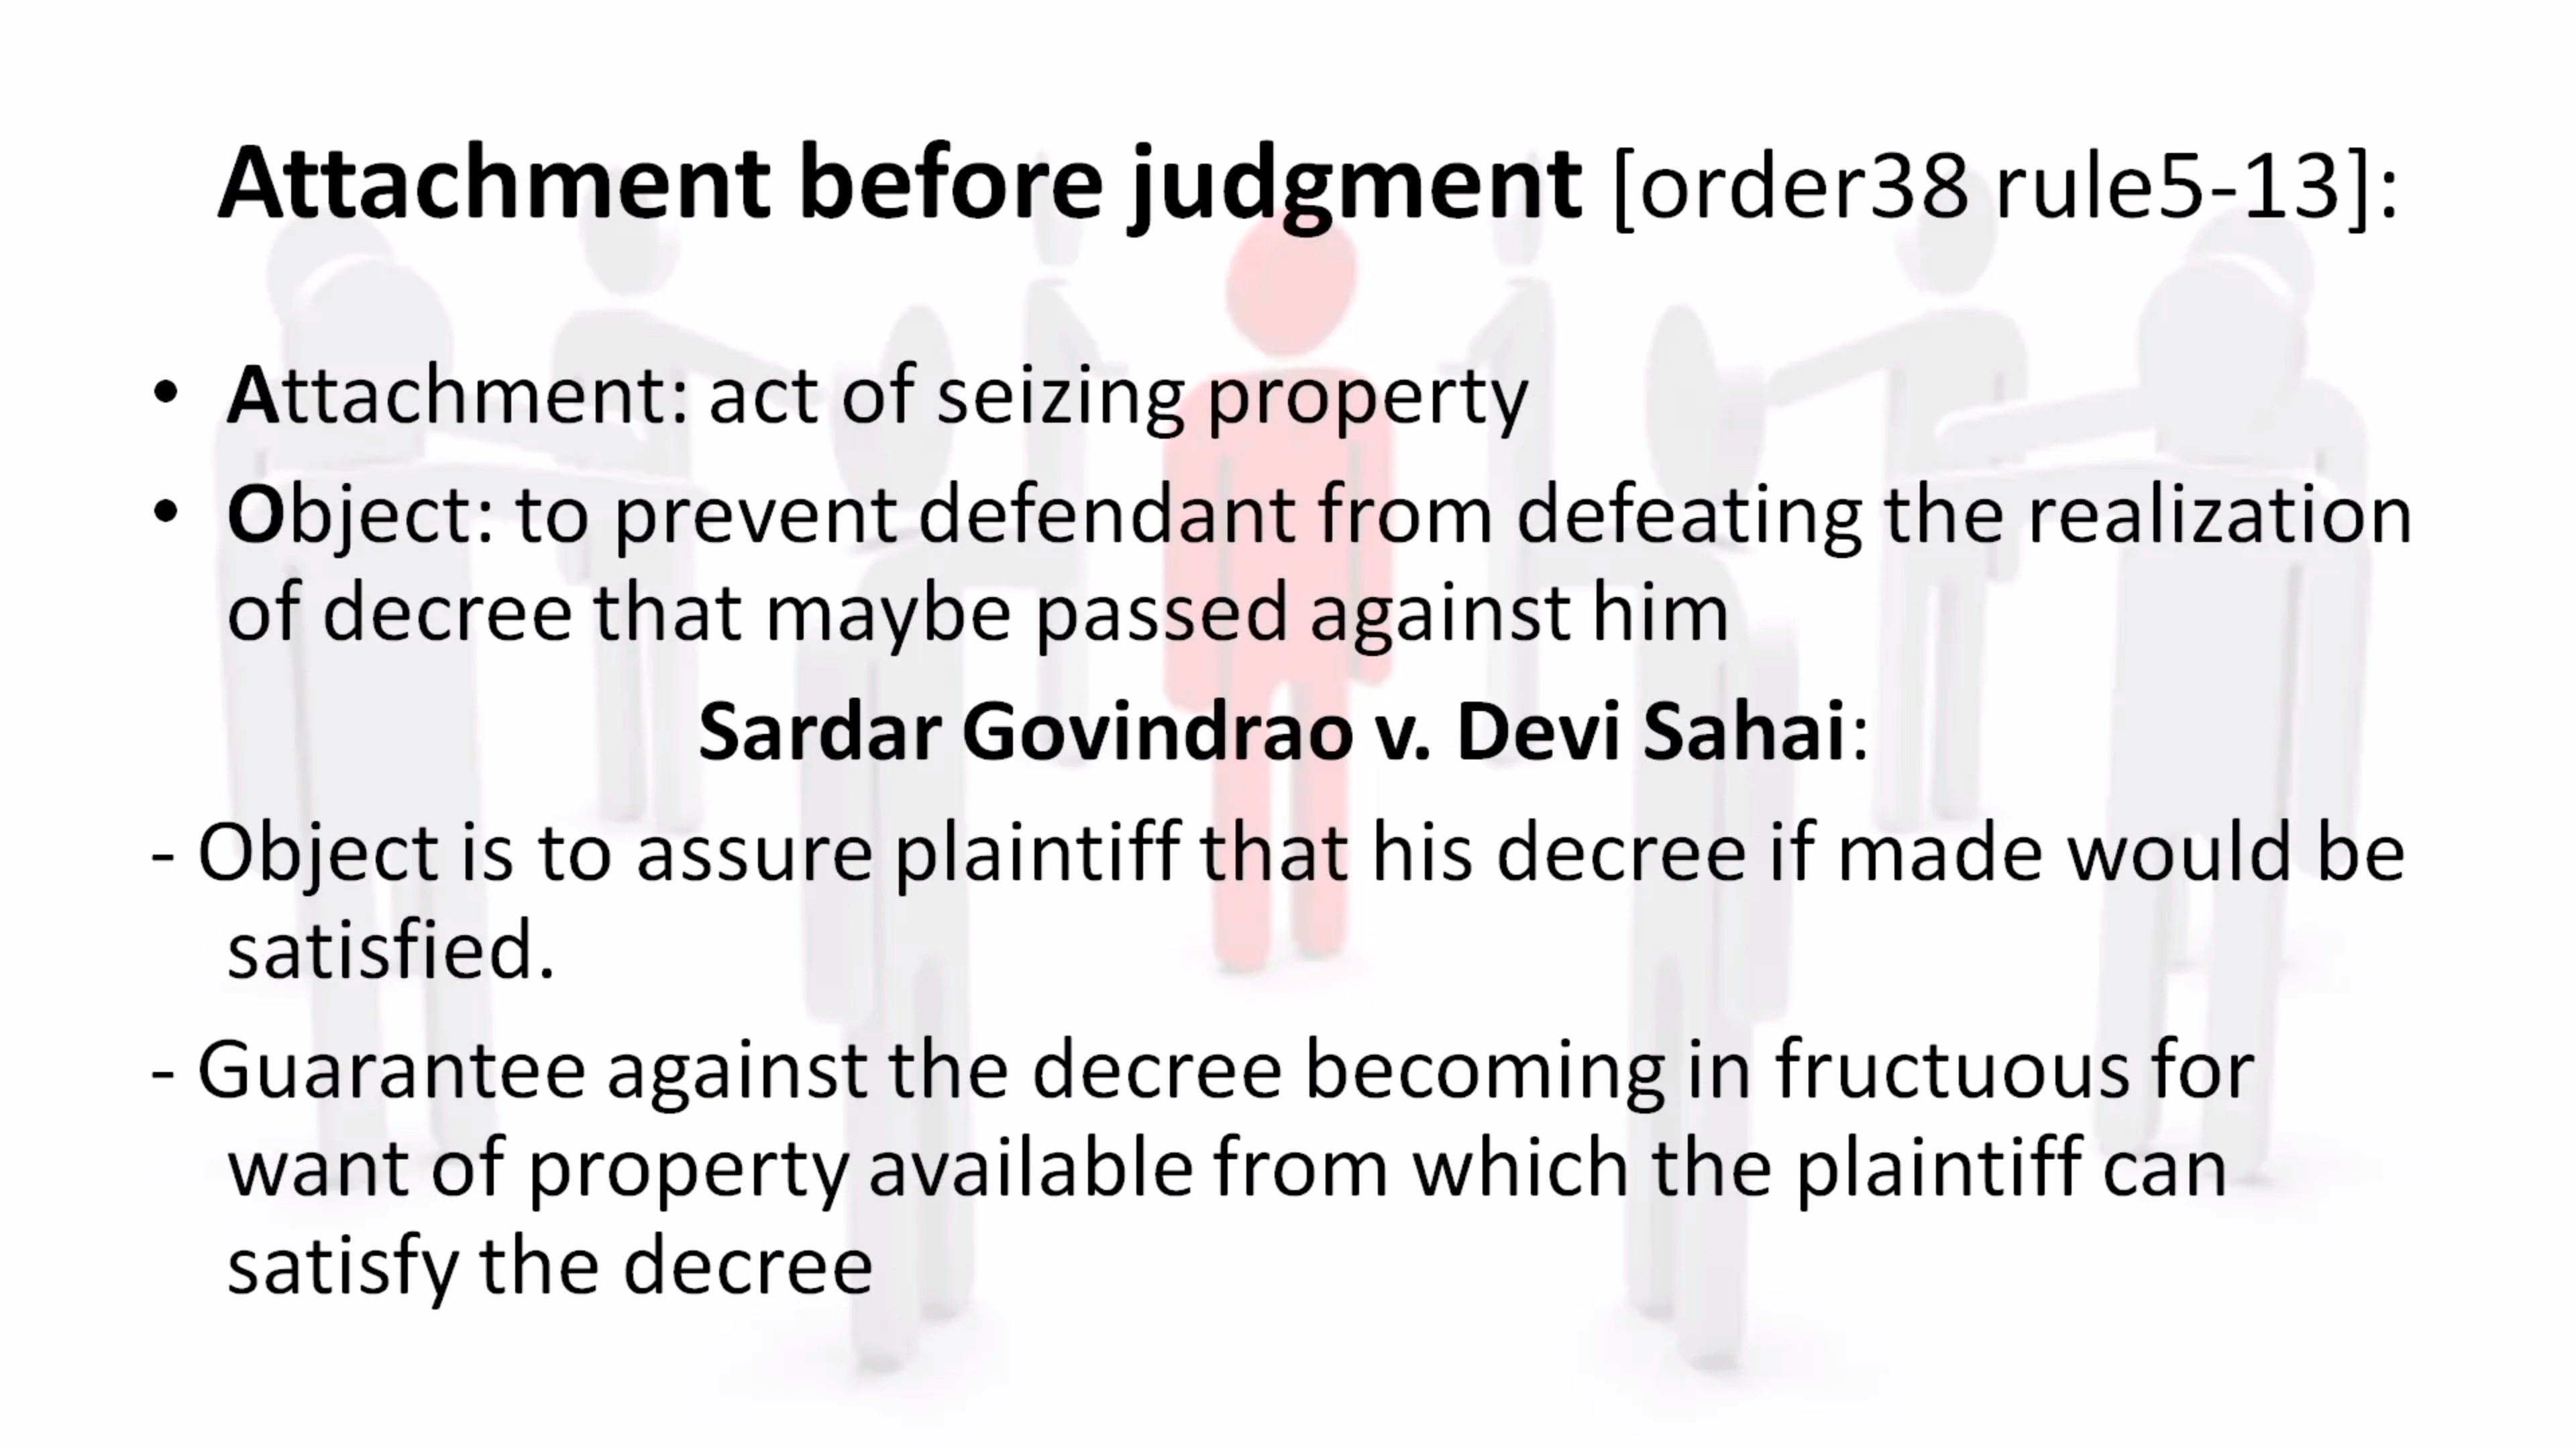 Attachment before judgment [order38 rule5-13]:
• Attachment: act of seizing property
• Object: to prevent defendant from defeating the realization
of decree that maybe passed against him
Sardar Govindrao v. Devi Sahai:
- Object is to assure plaintiff that his decree if made would be
satisfied.
- Guarantee against the decree becoming in fructuous for
want of property available from which the plaintiff can
satisfy the decree